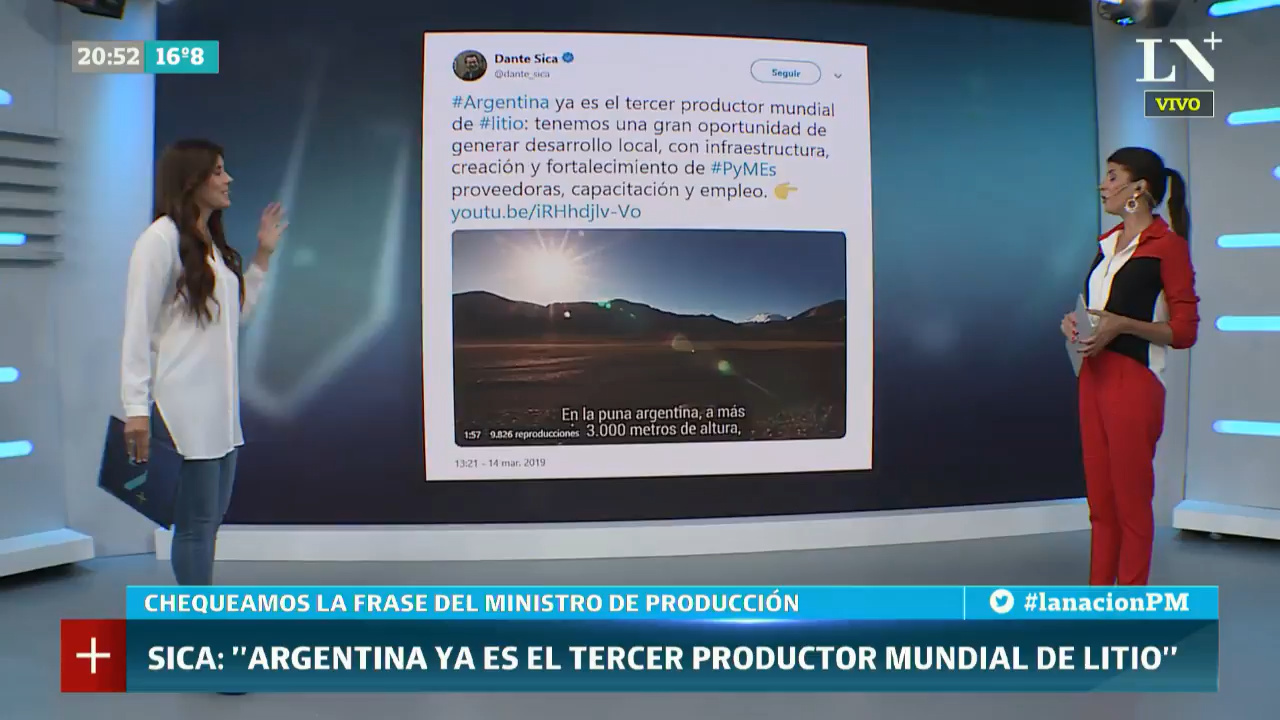 20:52 16º8
LN+
VIVO
Dante Sica
@dante_sica
Seguir
#Argentina ya es el tercer productor mundial
de #litio: tenemos una gran oportunidad de
generar desarrollo local, con infraestructura,
creación y fortalecimiento de #PyMEs
proveedoras, capacitación y empleo. 👉
youtu.be/iRHhdjlv-Vo
En la puna argentina, a más
3.000 metros de altura,
1:57 9.826 reproducciones
13:21 - 14 mar. 2019
CHEQUEAMOS LA FRASE DEL MINISTRO DE PRODUCCIÓN
#lanacionPM
SICA: "ARGENTINA YA ES EL TERCER PRODUCTOR MUNDIAL DE LITIO"